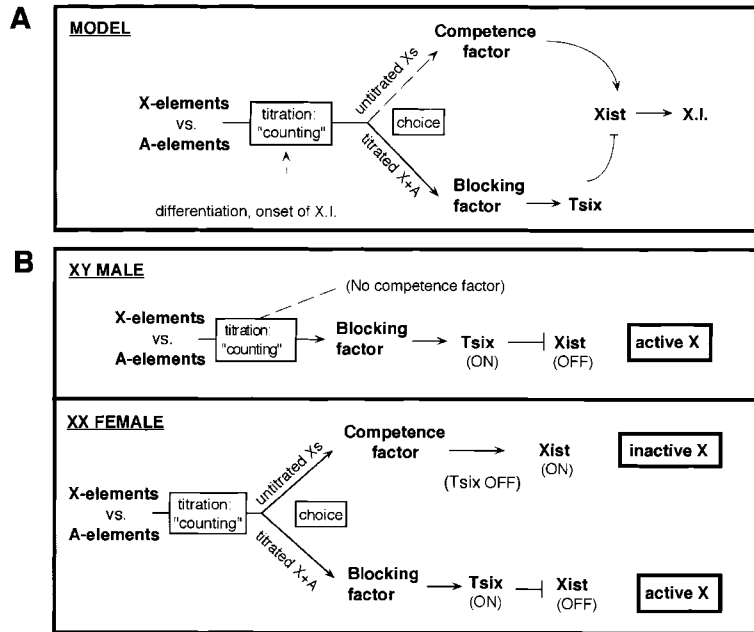 A
MODEL
X-elements
vs.
A-elements
titration:
"counting"
differentiation, onset of X.I.
untitrated Xs
choice
titrated X+A
Competence
factor
Blocking
factor
Tsix
Xist
X.I.
B
XY MALE
(No competence factor)
X-elements
vs.
A-elements
titration:
"counting"
Blocking
factor
Tsix
(ON)
Xist
(OFF)
active X
XX FEMALE
X-elements
vs.
A-elements
titration:
"counting"
untitrated Xs
choice
titrated X+A
Competence
factor
(Tsix OFF)
Xist
(ON)
inactive X
Blocking
factor
Tsix
(ON)
Xist
(OFF)
active X